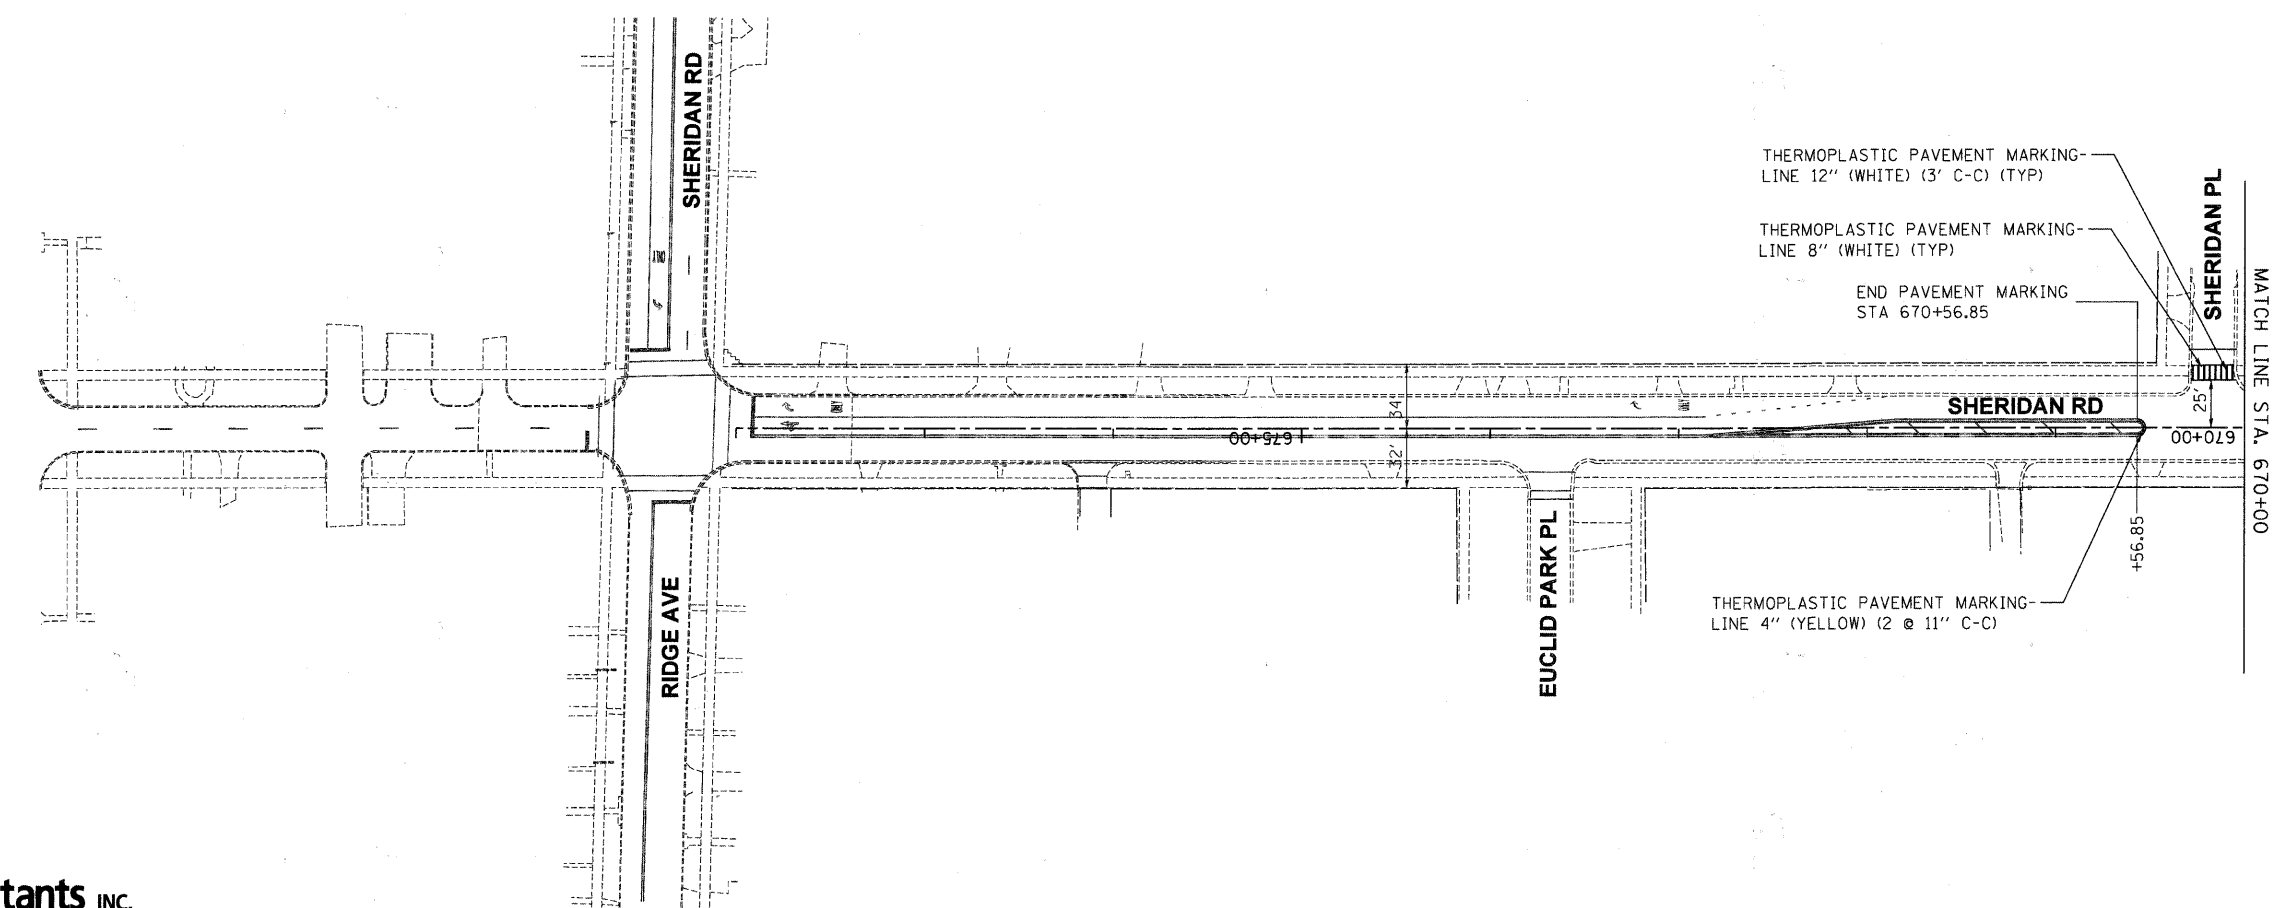 SHERIDAN RD
THERMOPLASTIC PAVEMENT MARKING-
LINE 12" (WHITE) (3' C-C) (TYP)
THERMOPLASTIC PAVEMENT MARKING-
LINE 8" (WHITE) (TYP)
END PAVEMENT MARKING
STA 670+56.85
SHERIDAN PL
MATCH LINE STA. 670+00
ONLY
ONLY
ONLY
34'
25'
SHERIDAN RD
675+00
670+00
32'
+56.85
RIDGE AVE
EUCLID PARK PL
THERMOPLASTIC PAVEMENT MARKING-
LINE 4" (YELLOW) (2 @ 11" C-C)
tants INC.